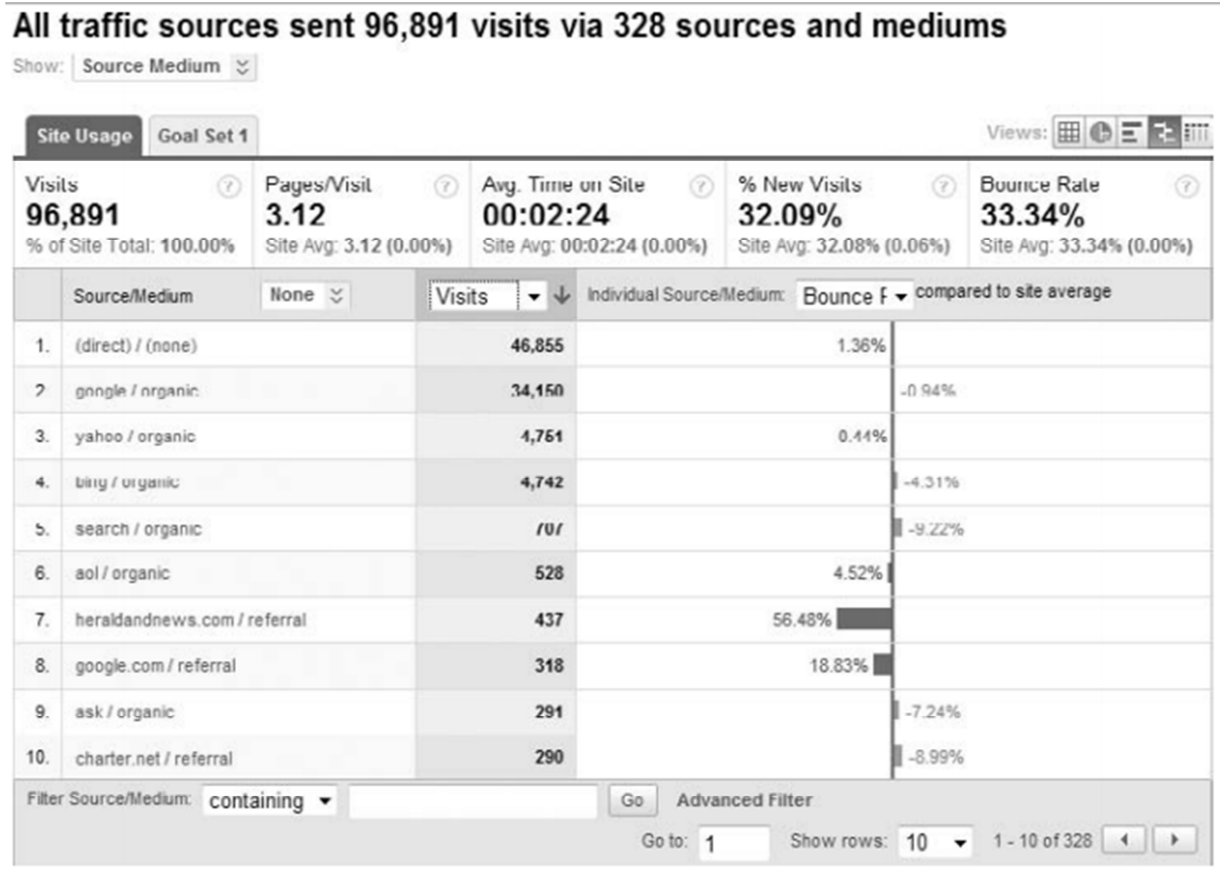 All traffic sources sent 96,891 visits via 328 sources and mediums
Show: Source Medium
Site Usage Goal Set 1 Views:
Visits ? Pages/Visit ? Avg. Time on Site ? % New Visits ? Bounce Rate ?
96,891 3.12 00:02:24 32.09% 33.34%
% of Site Total: 100.00% Site Avg: 3.12 (0.00%) Site Avg: 00:02:24 (0.00%) Site Avg: 32.08% (0.06%) Site Avg: 33.34% (0.00%)
Source/Medium None Visits Individual Source/Medium: Bounce compared to site average
1. (direct) / (none) 46,855 1.36%
2 google / organic 34,150 -0.94%
3. yahoo / organic 4,751 0.44%
4. bing / organic 4,742 -4.31%
5. search / organic 707 -9.22%
6. aol / organic 528 4.52%
7. heraldandnews.com / referral 437 56.48%
8. google.com / referral 318 18.83%
9. ask / organic 291 -7.24%
10. charter.net / referral 290 -8.99%
Filter Source/Medium: containing Go Advanced Filter
Go to: 1 Show rows: 10 1 - 10 of 328